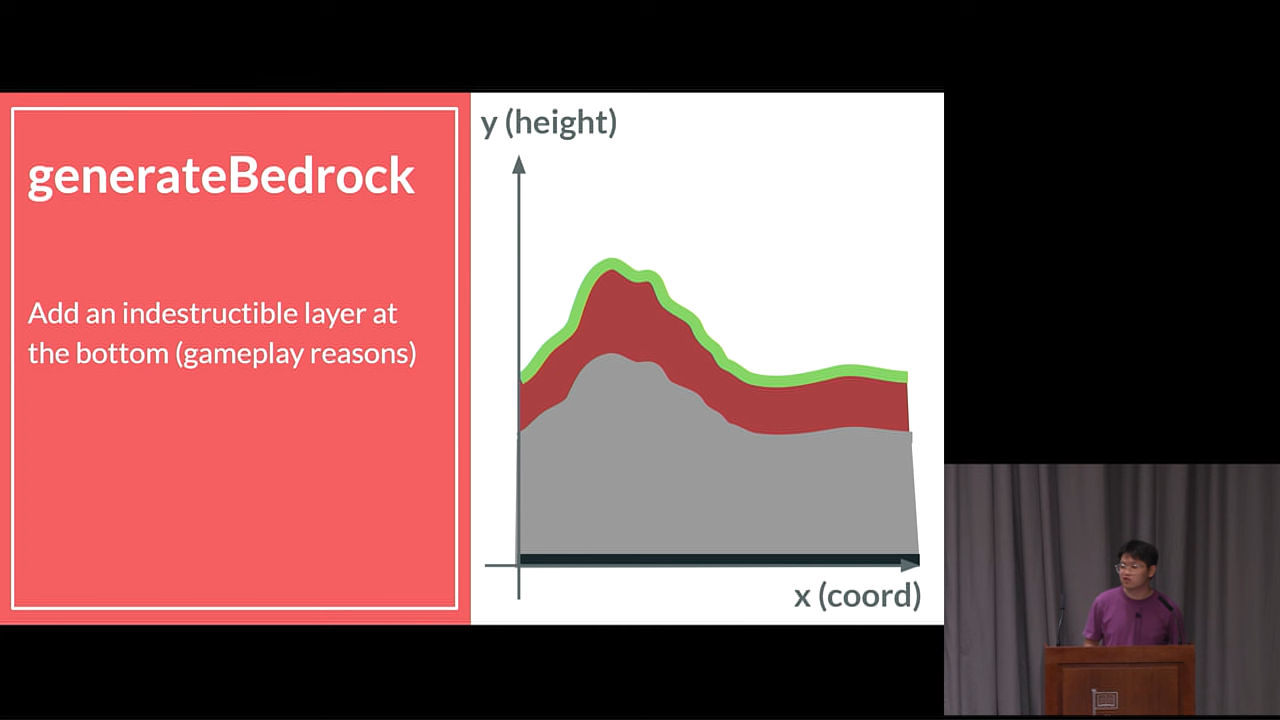 generateBedrock
Add an indestructible layer at
the bottom (gameplay reasons)
y (height)
x (coord)